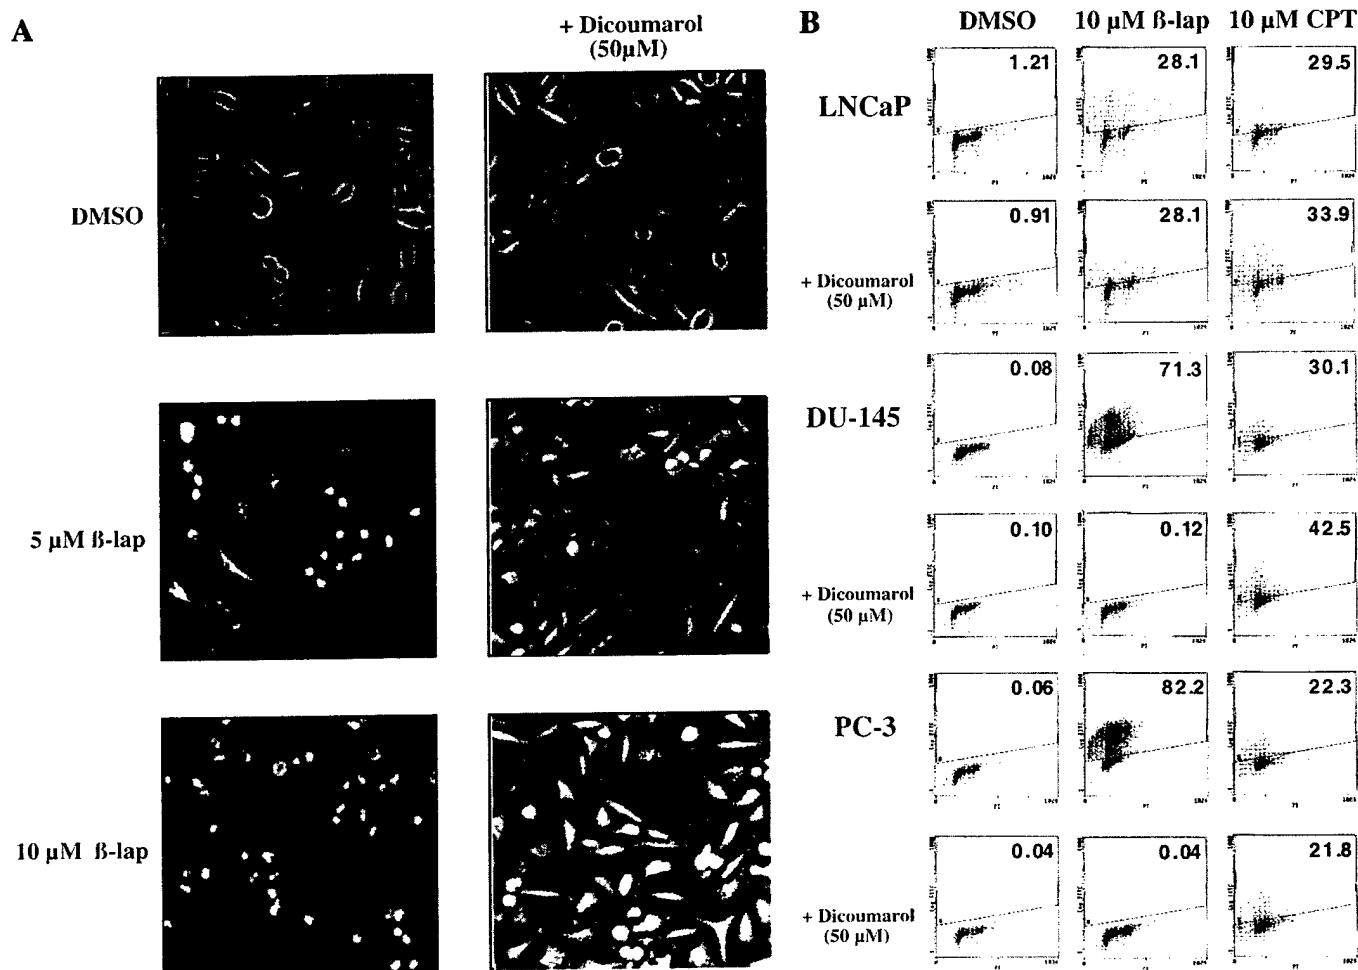 A
+ Dicoumarol
(50µM)
DMSO
5 µM ß-lap
10 µM ß-lap
B
DMSO 10 µM ß-lap 10 µM CPT
LNCaP
1.21 28.1 29.5
+ Dicoumarol
(50 µM)
0.91 28.1 33.9
DU-145
0.08 71.3 30.1
+ Dicoumarol
(50 µM)
0.10 0.12 42.5
PC-3
0.06 82.2 22.3
+ Dicoumarol
(50 µM)
0.04 0.04 21.8